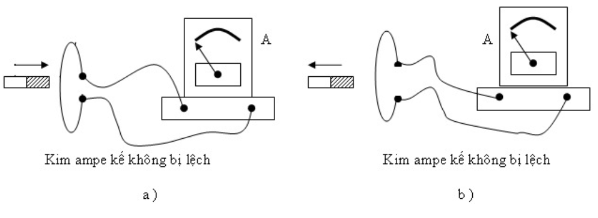 A
A
Kim ampe kế không bị lệch
Kim ampe kế không bị lệch
a )
b )